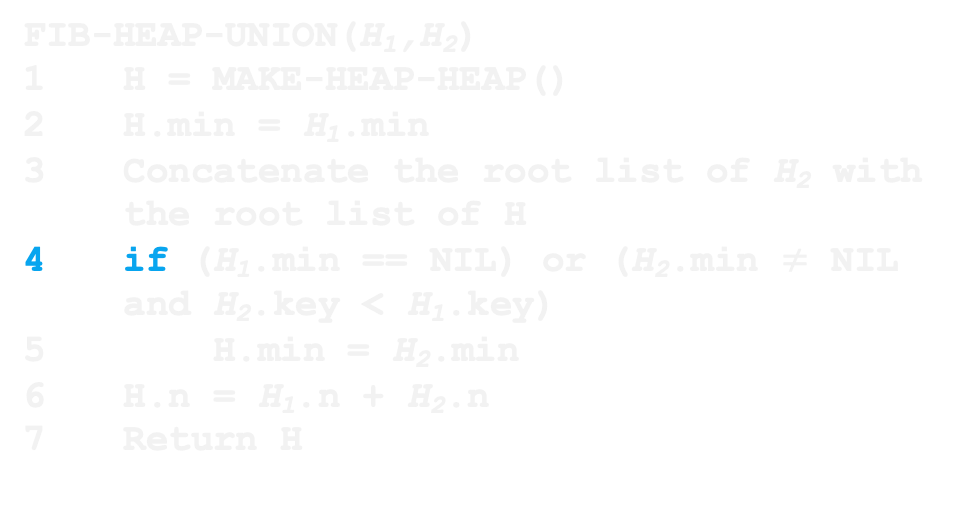 FIB-HEAP-UNION(H₁,H₂)
1 H = MAKE-HEAP-HEAP()
2 H.min = H₁.min
3 Concatenate the root list of H₂ with
the root list of H
4 if (H₁.min == NIL) or (H₂.min ≠ NIL
and H₂.key < H₁.key)
5 H.min = H₂.min
6 H.n = H₁.n + H₂.n
7 Return H